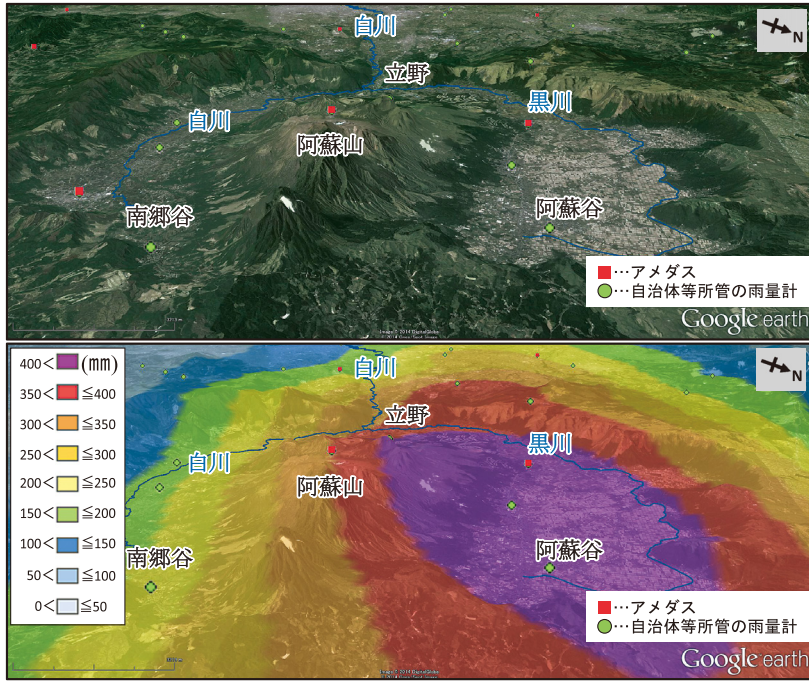 白川
N
立野
黒川
白川
阿蘇山
南郷谷
阿蘇谷
■…アメダス
●…自治体等所管の雨量計
Google earth
400< (mm)
350< ≦400
300< ≦350
250< ≦300
200< ≦250
150< ≦200
100< ≦150
50< ≦100
0< ≦50
白川
N
立野
黒川
白川
阿蘇山
南郷谷
阿蘇谷
■…アメダス
●…自治体等所管の雨量計
Google earth